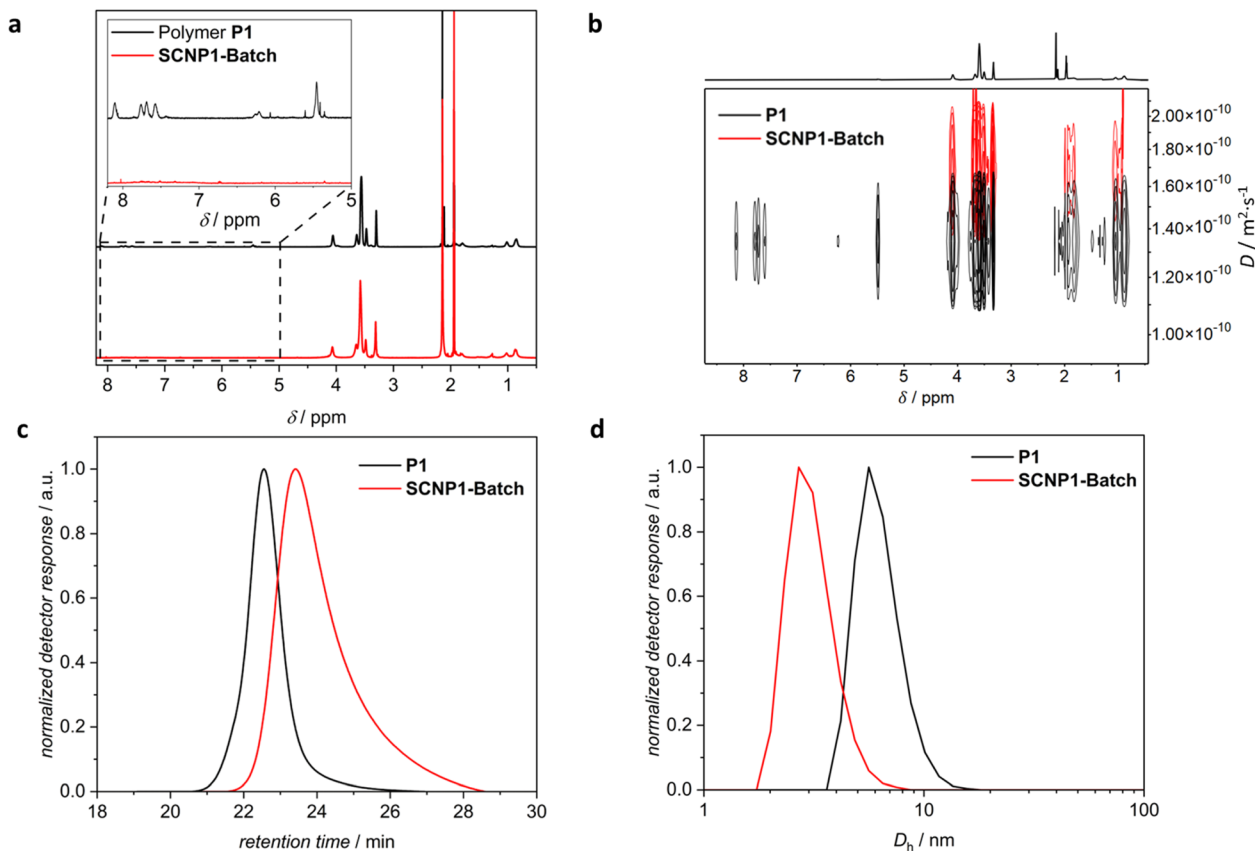 a
Polymer P1
SCNP1-Batch
8 7 6 5
δ / ppm
8 7 6 5 4 3 2 1
δ / ppm
b
P1
SCNP1-Batch
2.00×10⁻¹⁰
1.80×10⁻¹⁰
1.60×10⁻¹⁰
1.40×10⁻¹⁰
1.20×10⁻¹⁰
1.00×10⁻¹⁰
D / m²·s⁻¹
8 7 6 5 4 3 2 1
δ / ppm
c
P1
SCNP1-Batch
normalized detector response / a.u.
1.0
0.8
0.6
0.4
0.2
0.0
18 20 22 24 26 28 30
retention time / min
d
P1
SCNP1-Batch
normalized detector response / a.u.
1.0
0.8
0.6
0.4
0.2
0.0
1 10 100
Dₕ / nm